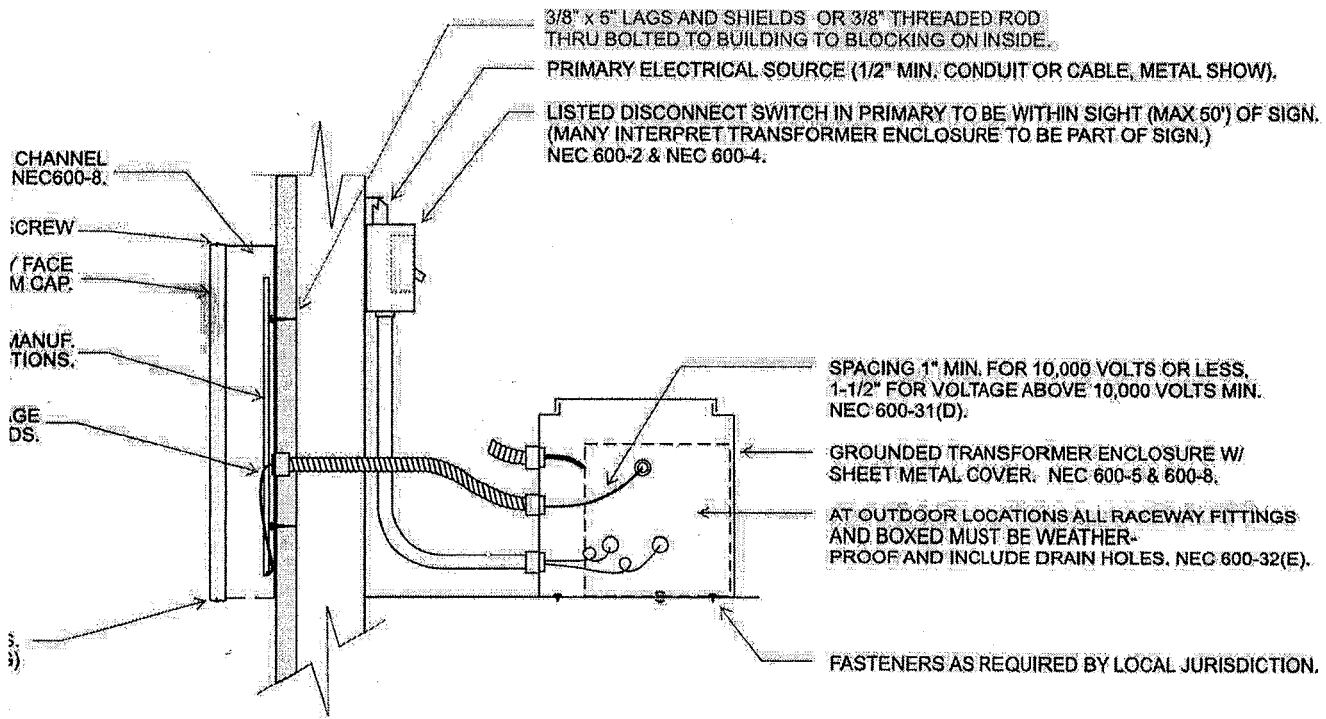 3/8" x 5" LAGS AND SHIELDS OR 3/8" THREADED ROD
THRU BOLTED TO BUILDING TO BLOCKING ON INSIDE.
PRIMARY ELECTRICAL SOURCE (1/2" MIN. CONDUIT OR CABLE, METAL SHOW).
LISTED DISCONNECT SWITCH IN PRIMARY TO BE WITHIN SIGHT (MAX 50') OF SIGN.
(MANY INTERPRET TRANSFORMER ENCLOSURE TO BE PART OF SIGN.)
NEC 600-2 & NEC 600-4.
CHANNEL
NEC600-8.
CREW
FACE
M CAP.
MANUF.
TIONS.
GE
DS.
SPACING 1" MIN. FOR 10,000 VOLTS OR LESS,
1-1/2" FOR VOLTAGE ABOVE 10,000 VOLTS MIN.
NEC 600-31(D).
GROUNDED TRANSFORMER ENCLOSURE W/
SHEET METAL COVER. NEC 600-5 & 600-8.
AT OUTDOOR LOCATIONS ALL RACEWAY FITTINGS
AND BOXED MUST BE WEATHER-
PROOF AND INCLUDE DRAIN HOLES. NEC 600-32(E).
FASTENERS AS REQUIRED BY LOCAL JURISDICTION.